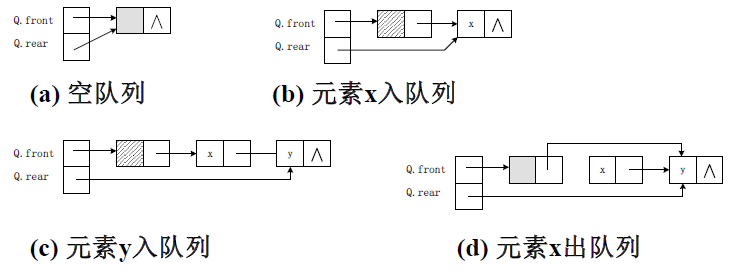 Q.front
Q.rear
∧
(a) 空队列
Q.front
Q.rear
x
∧
(b) 元素x入队列
Q.front
Q.rear
x
y
∧
(c) 元素y入队列
Q.front
Q.rear
x
y
∧
(d) 元素x出队列